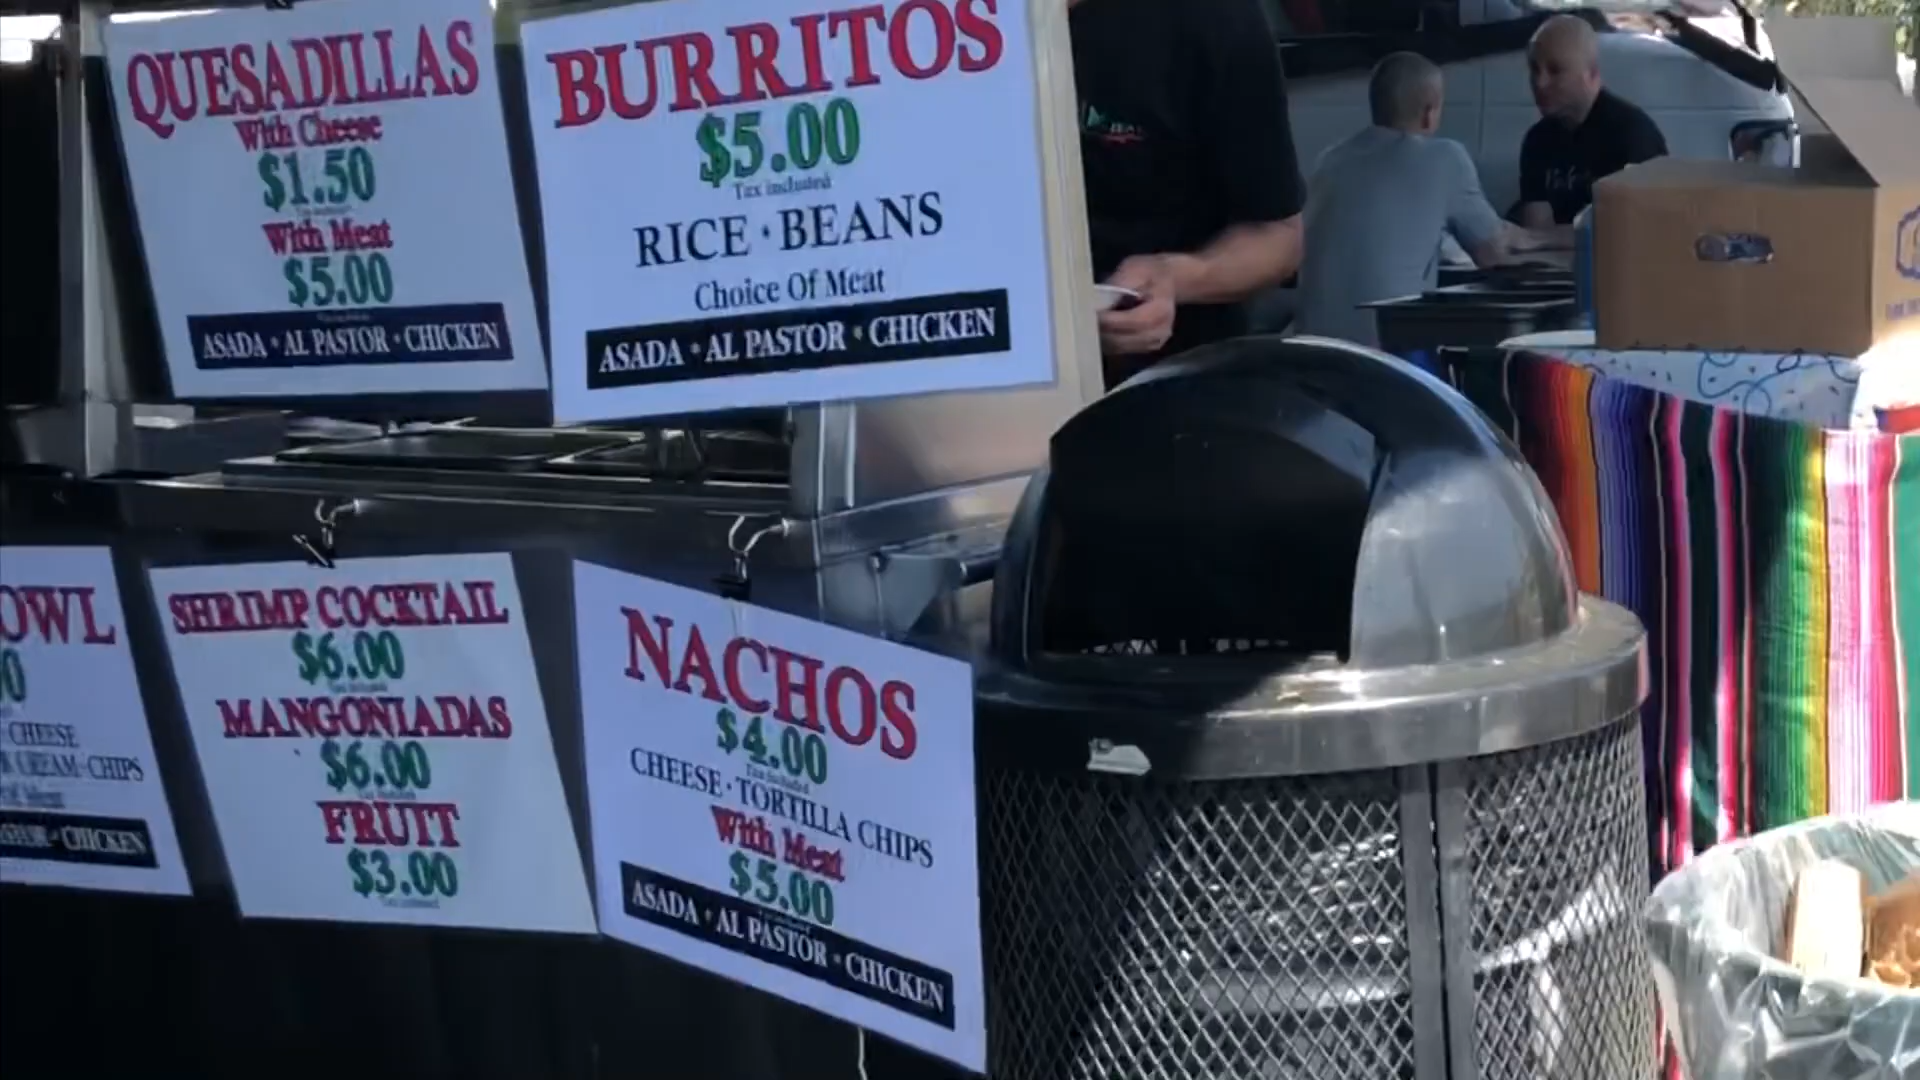 QUESADILLAS
With Cheese
$1.50
With Meat
$5.00
ASADA • AL PASTOR • CHICKEN
BURRITOS
$5.00
Tax included
RICE • BEANS
Choice Of Meat
ASADA • AL PASTOR • CHICKEN
OWL
0
CHEESE
CREAM • CHIPS
CHICKEN
SHRIMP COCKTAIL
$6.00
MANGONIADAS
$6.00
FRUIT
$3.00
NACHOS
$4.00
Tax included
CHEESE • TORTILLA CHIPS
With Meat
$5.00
ASADA • AL PASTOR • CHICKEN